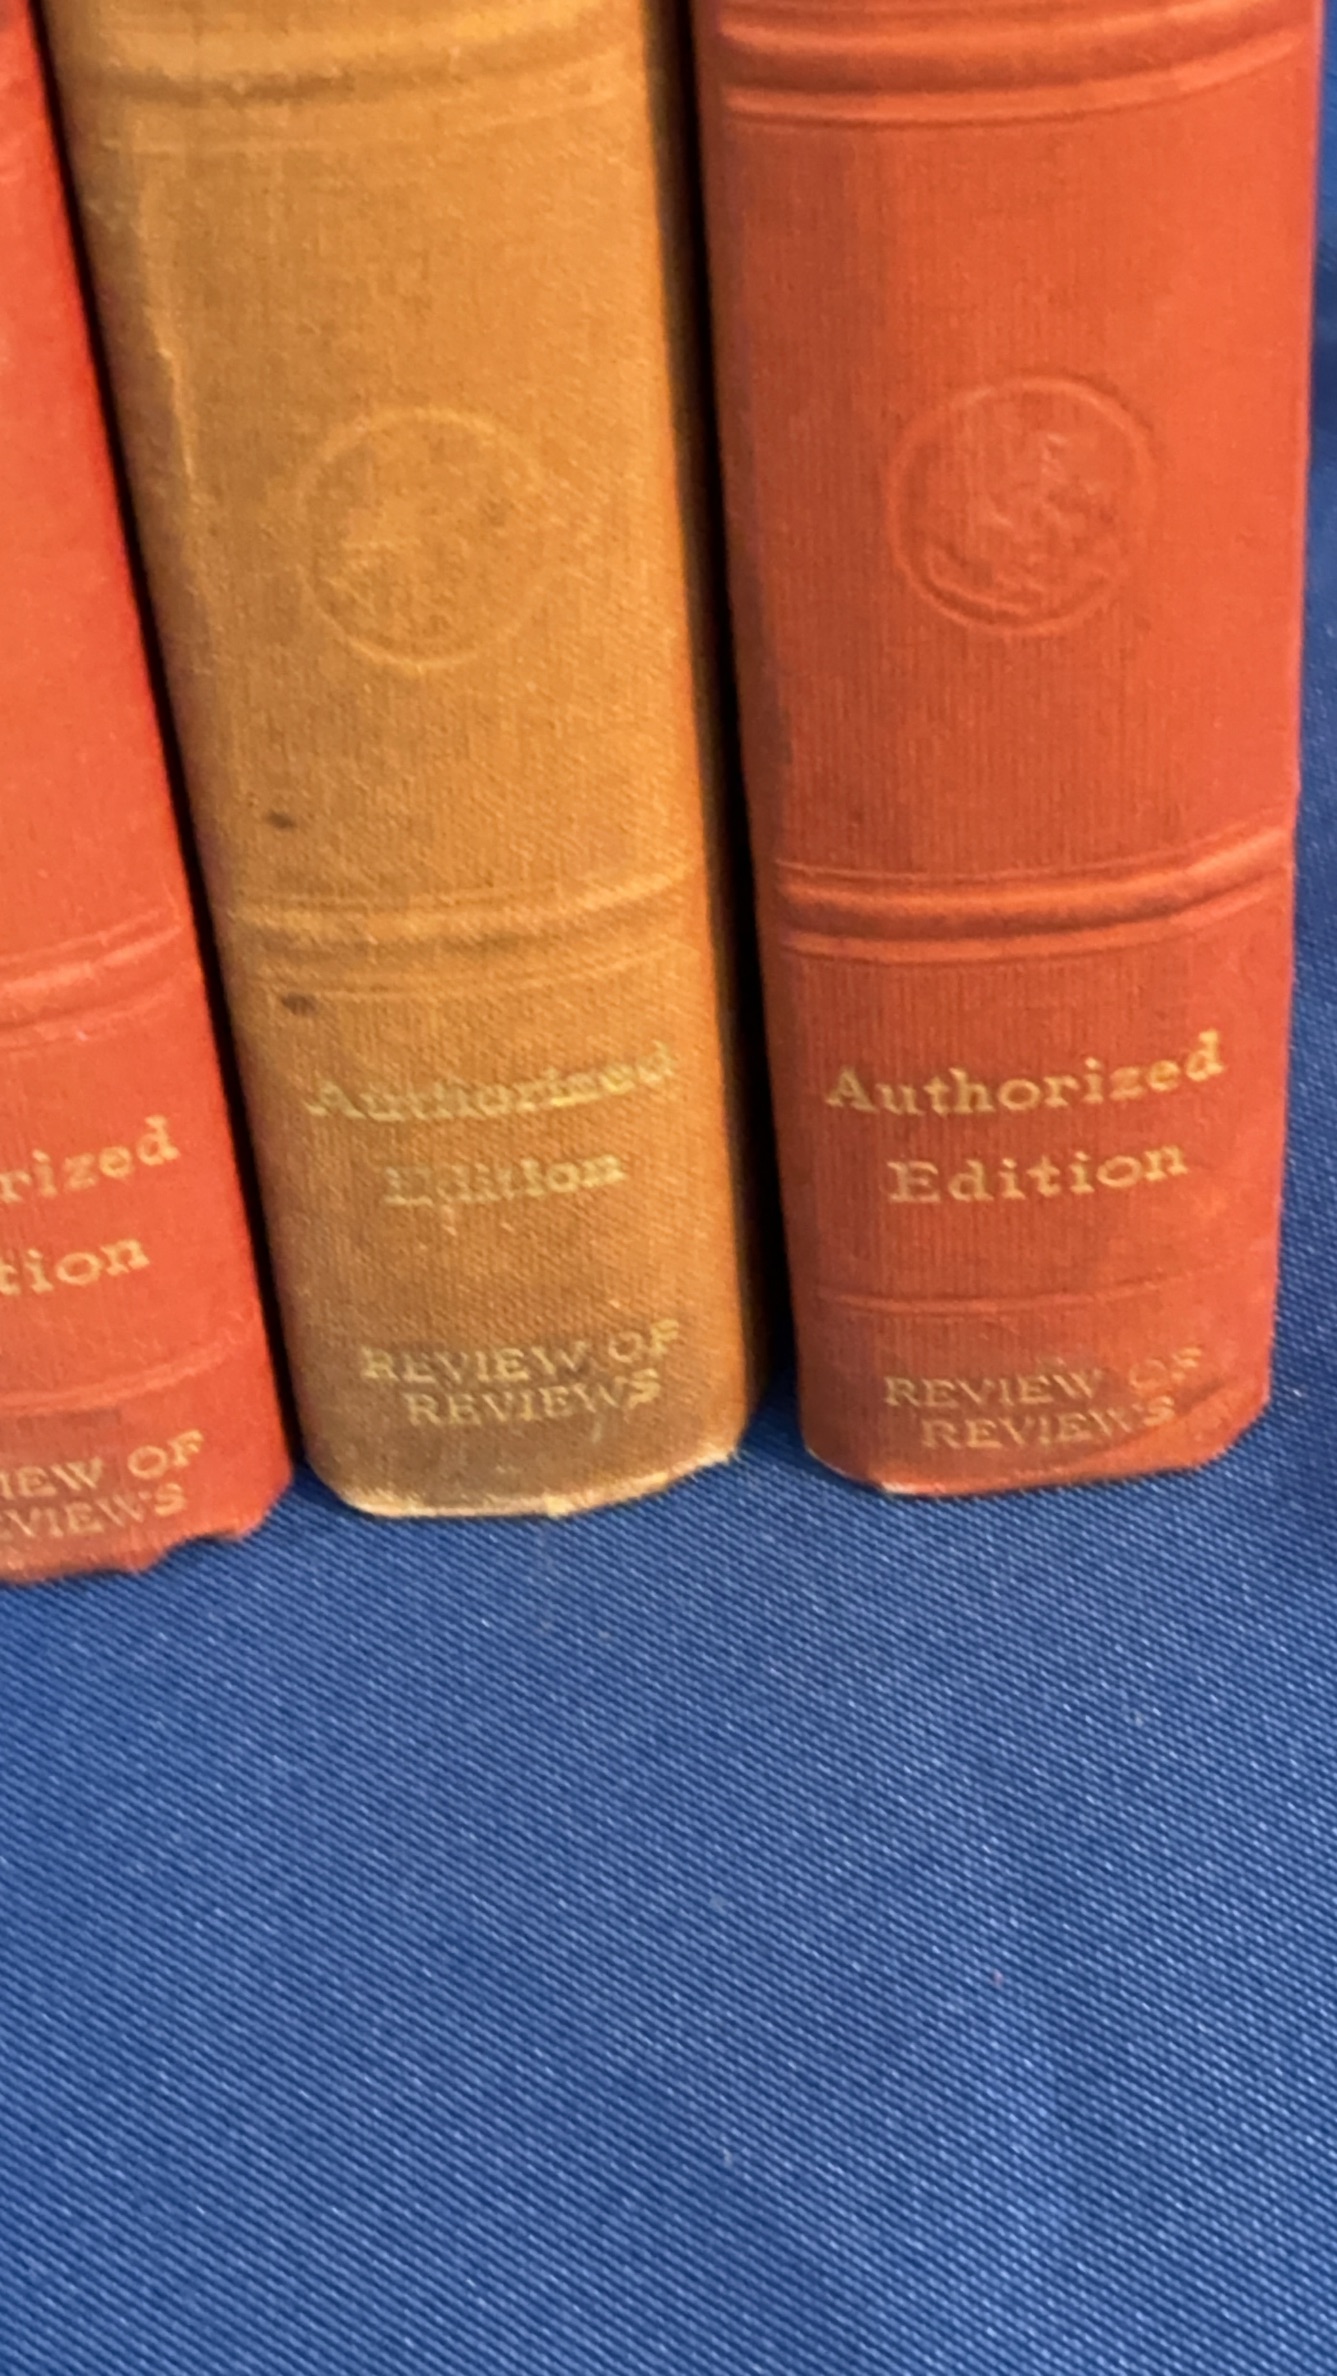 rized
tion
IEW OF
EVIEWS
Authorized
Edition
REVIEW OF
REVIEWS
Authorized
Edition
REVIEW OF
REVIEWS